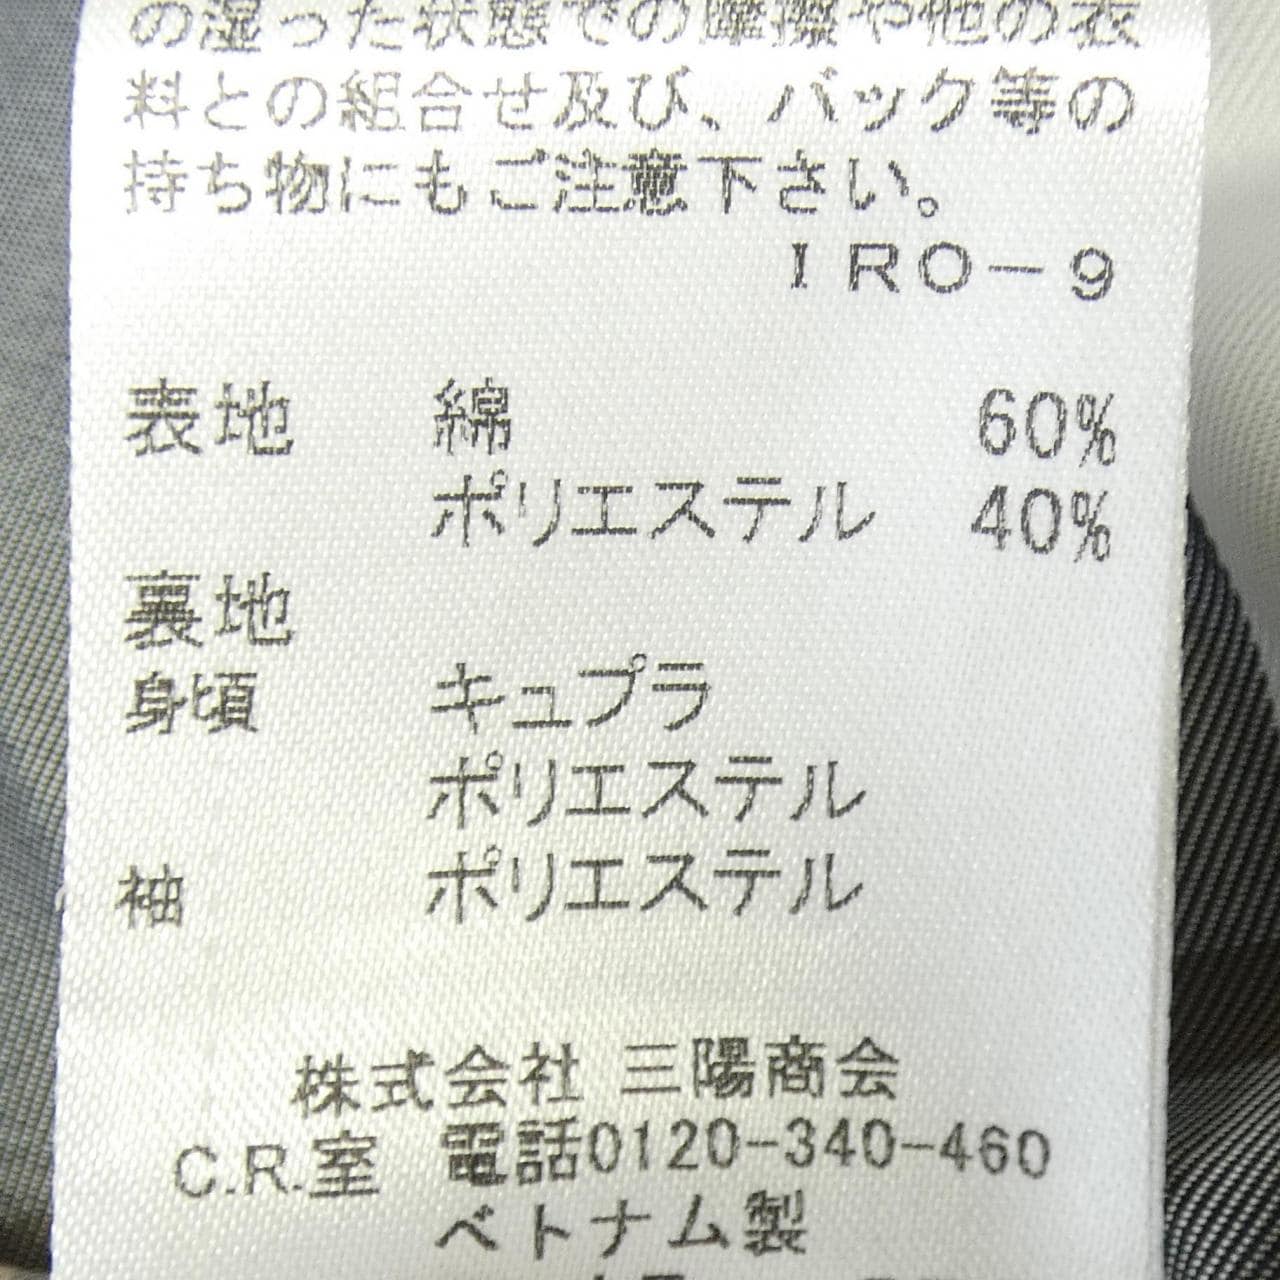 の湿った状態での摩擦や他の衣
料との組合せ及び、バック等の
持ち物にもご注意下さい。
IRO-9
表地 綿 60%
ポリエステル 40%
裏地
身頃 キュプラ
ポリエステル
袖 ポリエステル
株式会社 三陽商会
C.R.室 電話0120-340-460
ベトナム製